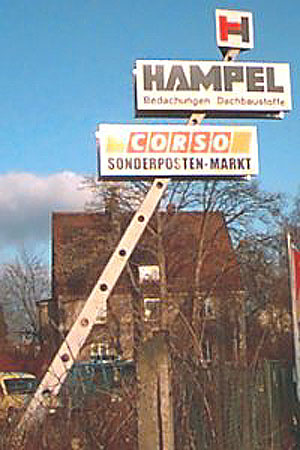 H
HAMPEL
Bedachungen Dachbaustoffe
CORSO
SONDERPOSTEN-MARKT